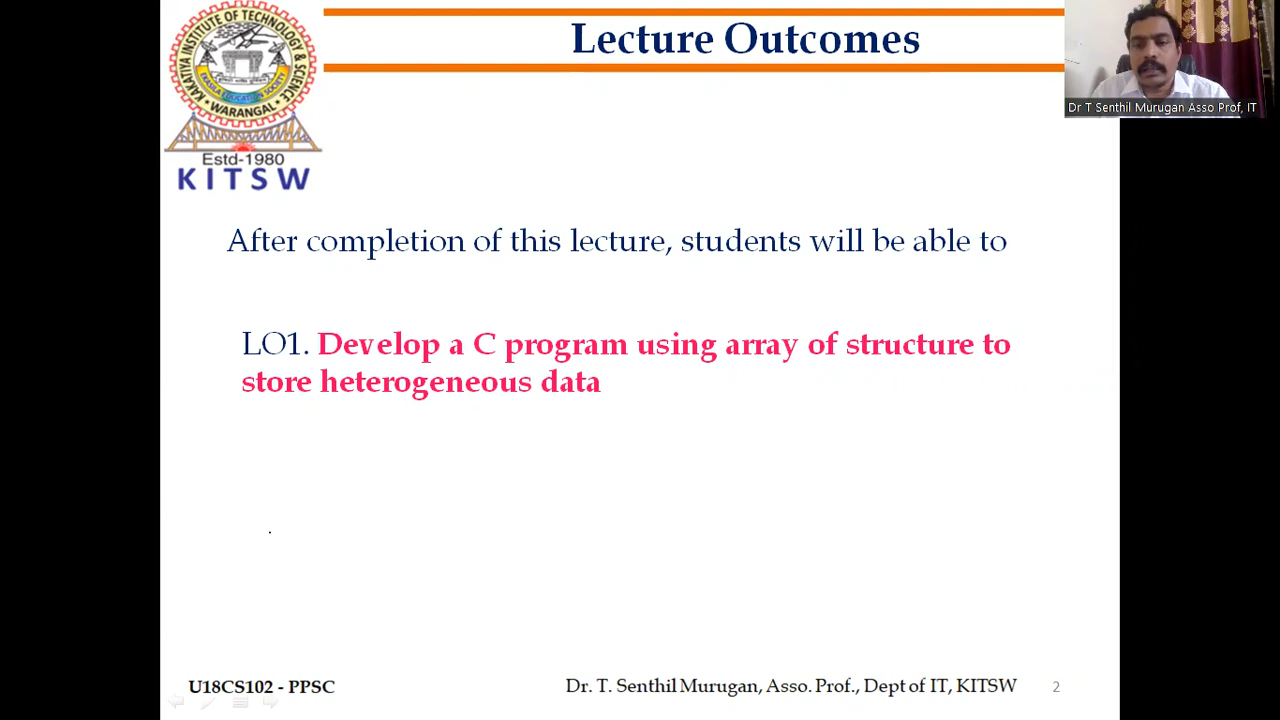 Lecture Outcomes
KAKATIYA INSTITUTE OF TECHNOLOGY & SCIENCE
WARANGAL
Estd-1980
KITSW
Dr T Senthil Murugan Asso Prof, IT
After completion of this lecture, students will be able to
LO1. Develop a C program using array of structure to
store heterogeneous data
U18CS102 - PPSC
Dr. T. Senthil Murugan, Asso. Prof., Dept of IT, KITSW
2